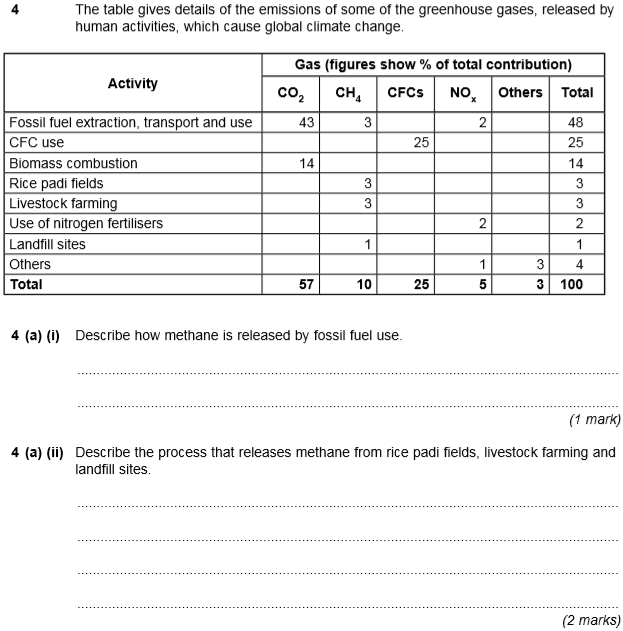 4 The table gives details of the emissions of some of the greenhouse gases, released by
human activities, which cause global climate change.
Activity Gas (figures show % of total contribution)
CO₂ CH₄ CFCs NOₓ Others Total
Fossil fuel extraction, transport and use 43 3 2 48
CFC use 25 25
Biomass combustion 14 14
Rice padi fields 3 3
Livestock farming 3 3
Use of nitrogen fertilisers 2 2
Landfill sites 1 1
Others 1 3 4
Total 57 10 25 5 3 100
4 (a) (i) Describe how methane is released by fossil fuel use.
(1 mark)
4 (a) (ii) Describe the process that releases methane from rice padi fields, livestock farming and
landfill sites.
(2 marks)